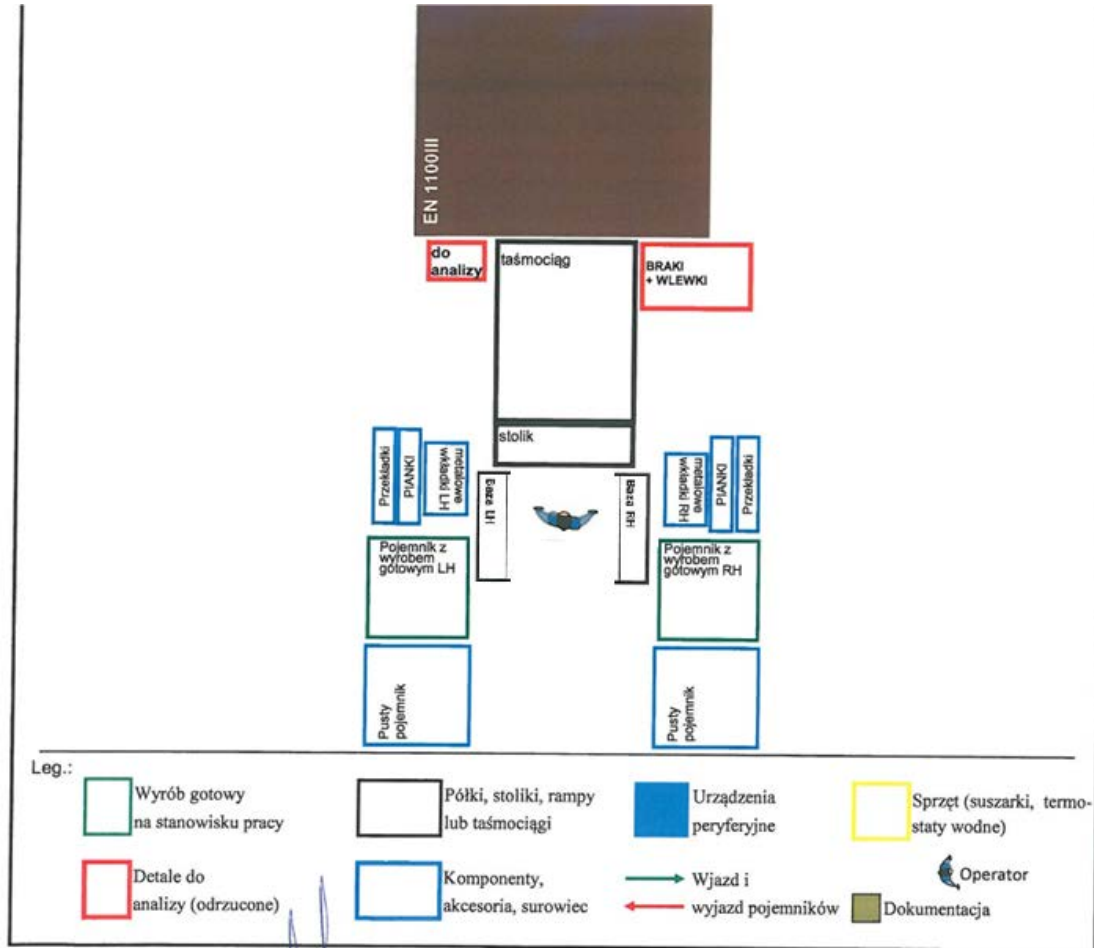 EN 1100III
do
analizy
taśmociąg
BRAKI
+ WLEWKI
stolik
Przekładki
PIANKI
metalowe
wkładki LH
Baza LH
Baza RH
metalowe
wkładki RH
PIANKI
Przekładki
Pojemnik z
wyrobem
gotowym LH
Pojemnik z
wyrobem
gotowym RH
Pusty
pojemnik
Pusty
pojemnik
Leg.:
Wyrób gotowy
na stanowisku pracy
Półki, stoliki, rampy
lub taśmociągi
Urządzenia
peryferyjne
Sprzęt (suszarki, termo-
staty wodne)
Detale do
analizy (odrzucone)
Komponenty,
akcesoria, surowiec
Wjazd i
wyjazd pojemników
Operator
Dokumentacja